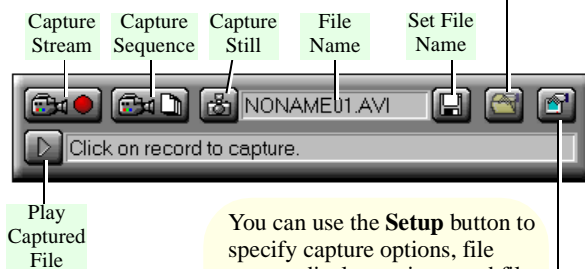 Capture Stream
Capture Sequence
Capture Still
File Name
Set File Name
NONAME01.AVI
Click on record to capture.
Play Captured File
You can use the Setup button to
specify capture options, file